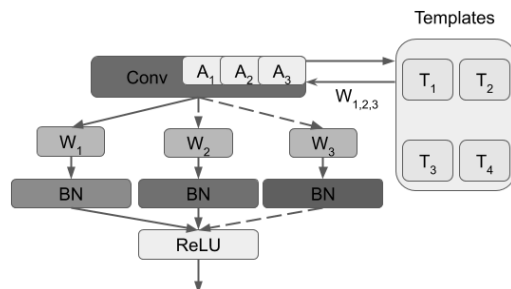 Templates
Conv
A1
A2
A3
W1,2,3
T1
T2
W1
W2
W3
T3
T4
BN
BN
BN
ReLU